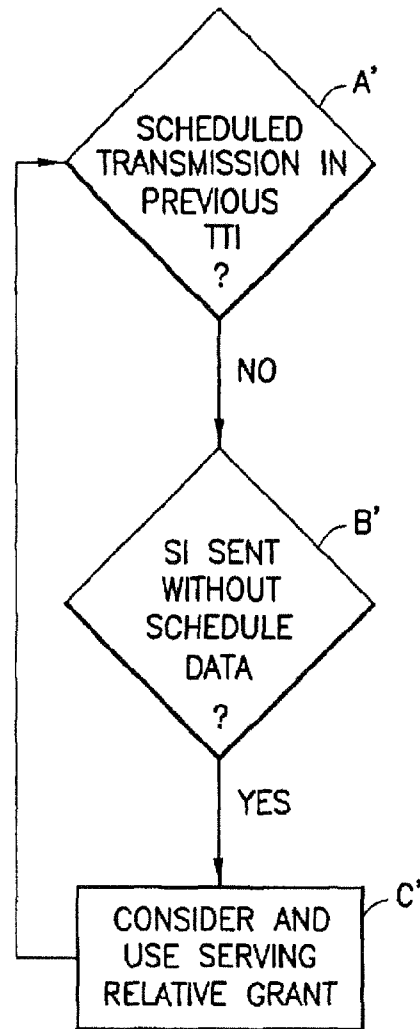 A'
SCHEDULED
TRANSMISSION IN
PREVIOUS
TTI
?
NO
B'
SI SENT
WITHOUT
SCHEDULE
DATA
?
YES
C'
CONSIDER AND
USE SERVING
RELATIVE GRANT